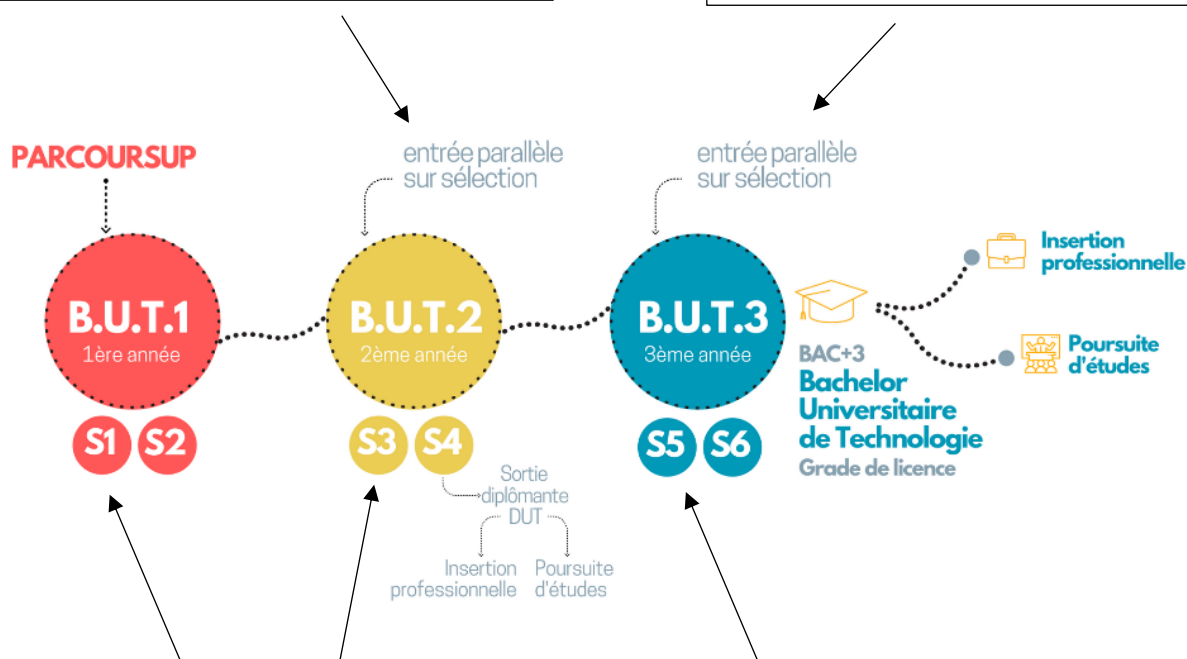 PARCOURSUP
entrée parallèle
sur sélection
entrée parallèle
sur sélection
B.U.T.1
1ère année
B.U.T.2
2ème année
B.U.T.3
3ème année
S1 S2
S3 S4
S5 S6
Sortie
diplômante
DUT
Insertion
professionnelle
Poursuite
d'études
BAC+3
Bachelor
Universitaire
de Technologie
Grade de licence
Insertion
professionnelle
Poursuite
d'études